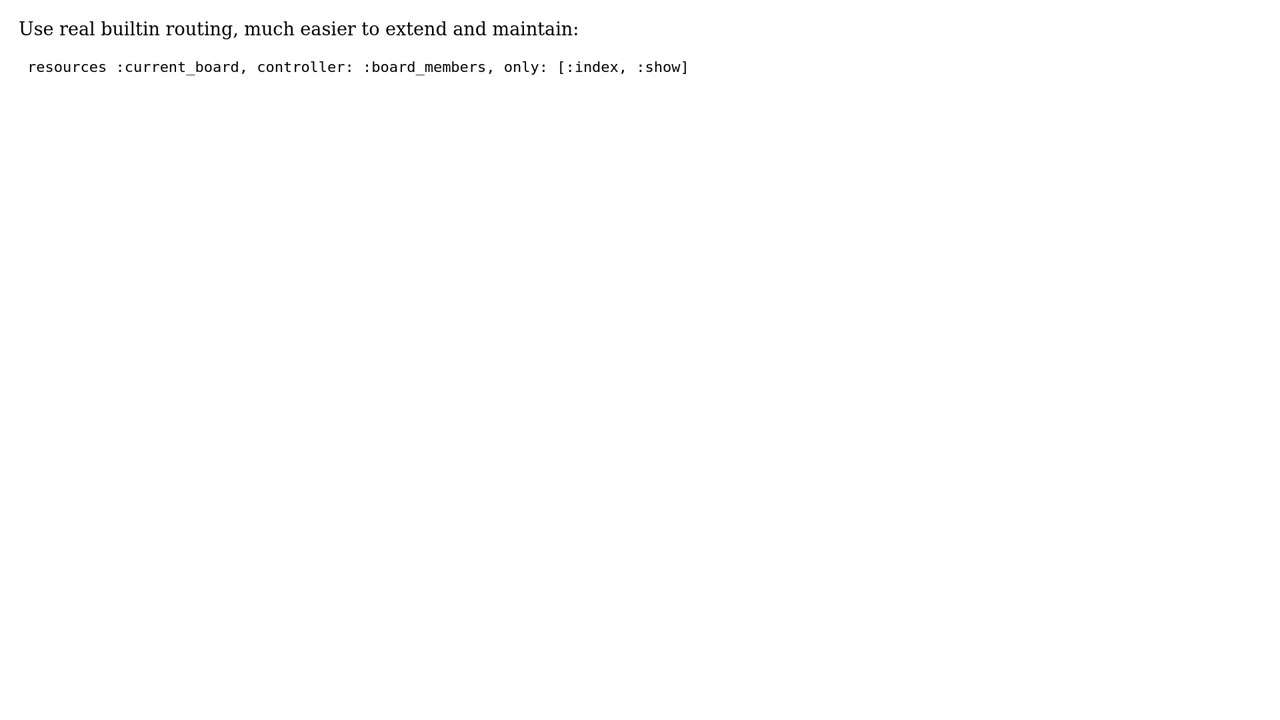 Use real builtin routing, much easier to extend and maintain:
resources :current_board, controller: :board_members, only: [:index, :show]